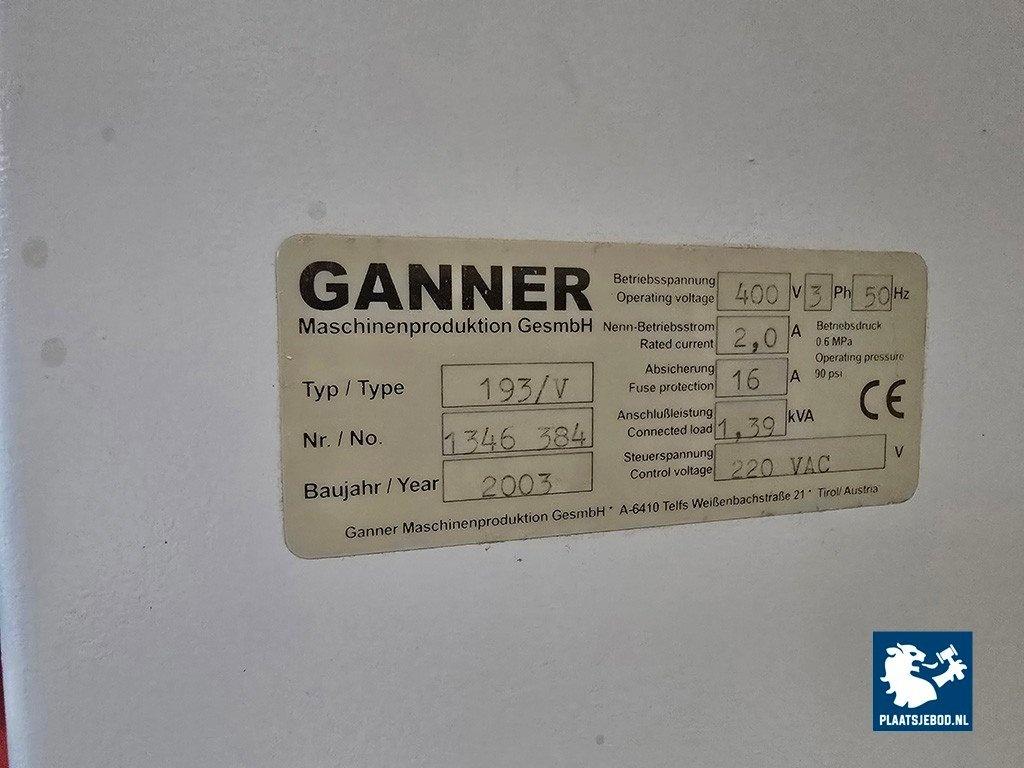 GANNER
Maschinenproduktion GesmbH
Typ / Type 193/V
Nr. / No. 1346 384
Baujahr / Year 2003
Betriebsspannung
Operating voltage 400 V 3 Ph 50 Hz
Nenn-Betriebsstrom
Rated current 2,0 A
Absicherung
Fuse protection 16 A
Anschlußleistung
Connected load 1,39 kVA
Steuerspannung
Control voltage 220 VAC V
Betriebsdruck
0.6 MPa
Operating pressure
90 psi
CE
Ganner Maschinenproduktion GesmbH * A-6410 Telfs Weißenbachstraße 21 * Tirol/ Austria
PLAATSJEBOD.NL